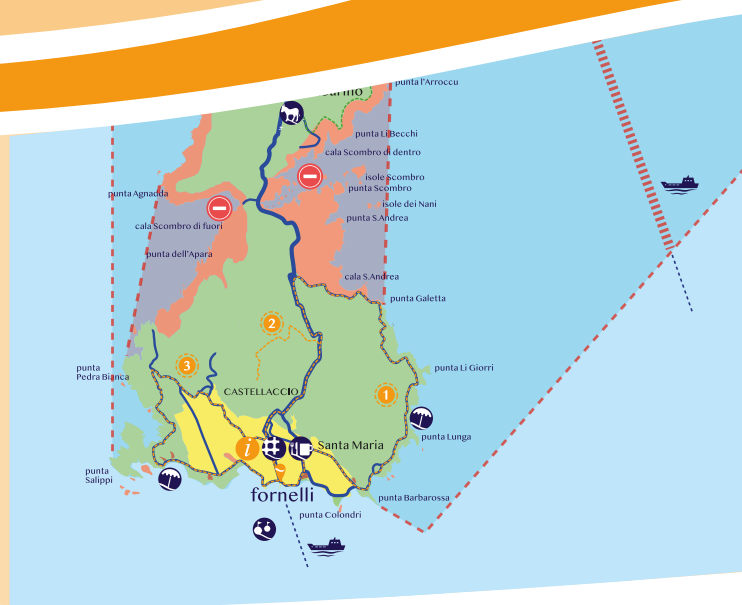 punta l'Arroccu
punta Li Becchi
cala Scombro di dentro
isole Scombro
punta Scombro
isole dei Nani
punta S.Andrea
punta Agnadda
cala Scombro di fuori
punta dell'Apara
cala S.Andrea
punta Galetta
2
3
punta
Pedra Bianca
punta Li Giorri
CASTELLACCIO
1
punta Lunga
i
Santa Maria
punta
Salippi
fornelli
punta Barbarossa
punta Colondri